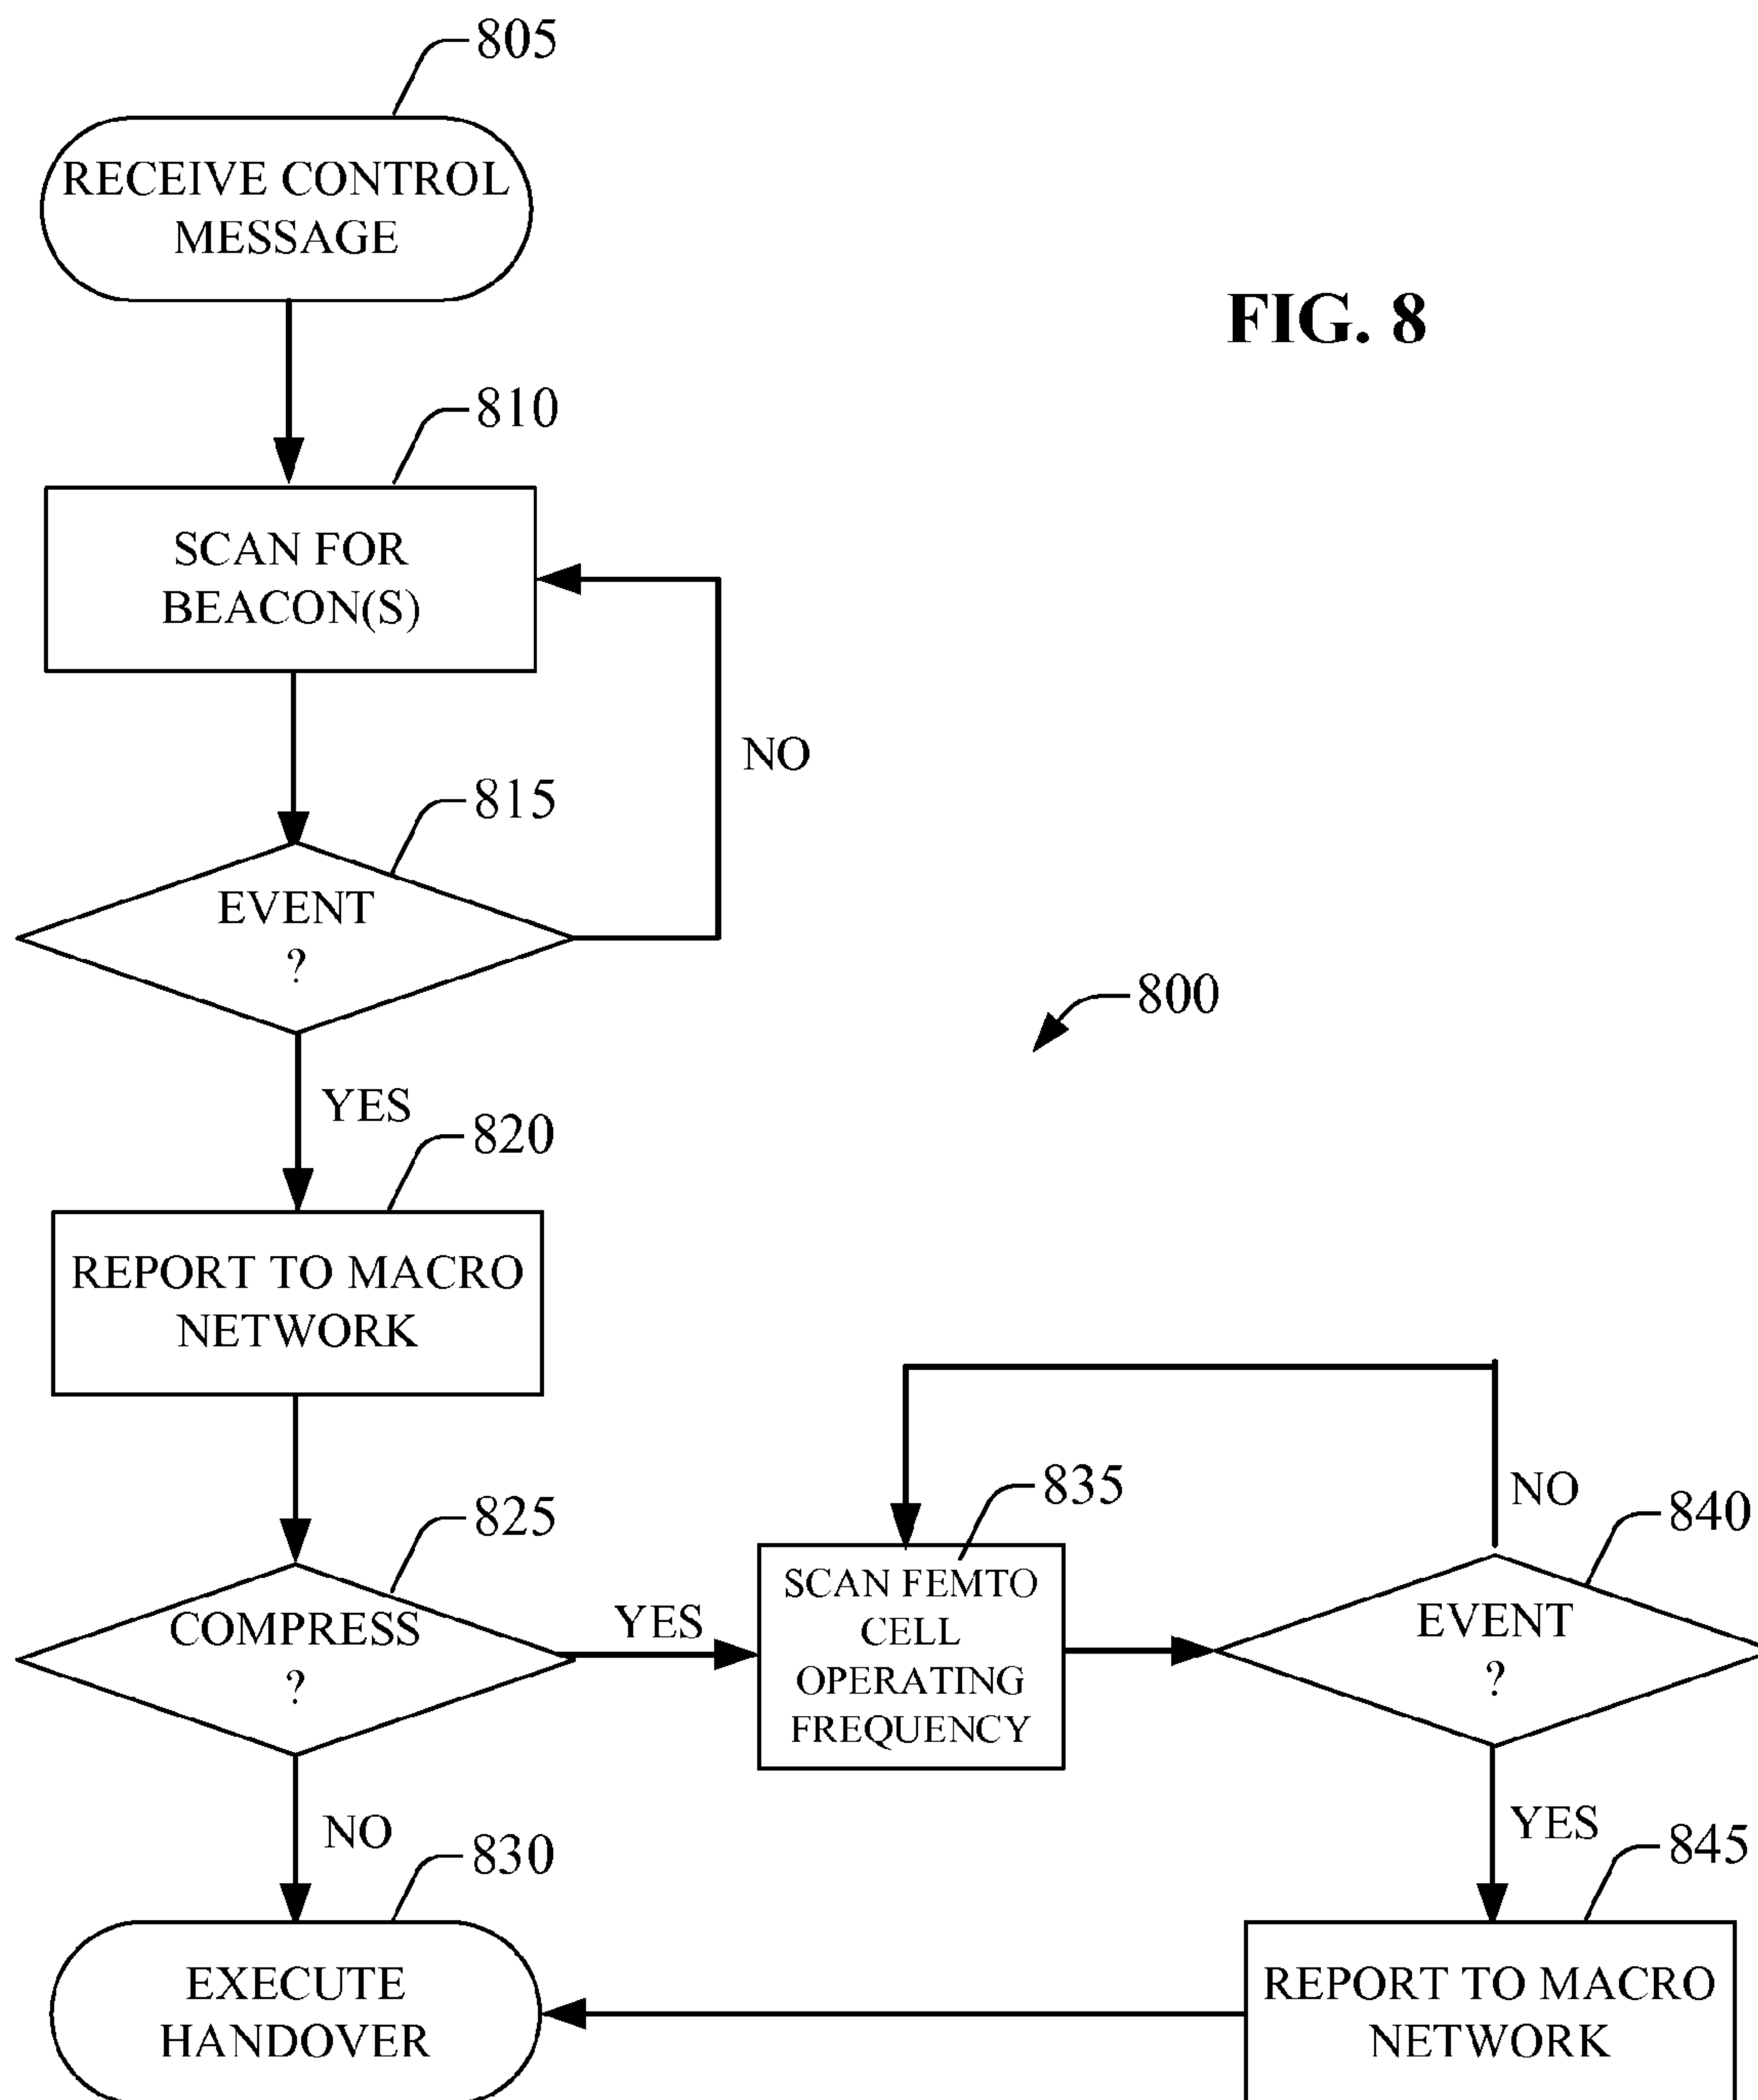 805
RECEIVE CONTROL
MESSAGE
FIG. 8
810
SCAN FOR
BEACON(S)
NO
815
EVENT
?
800
YES
820
REPORT TO MACRO
NETWORK
825
COMPRESS
?
YES
835
SCAN FEMTO
CELL
OPERATING
FREQUENCY
NO
840
EVENT
?
NO
830
EXECUTE
HANDOVER
YES
845
REPORT TO MACRO
NETWORK